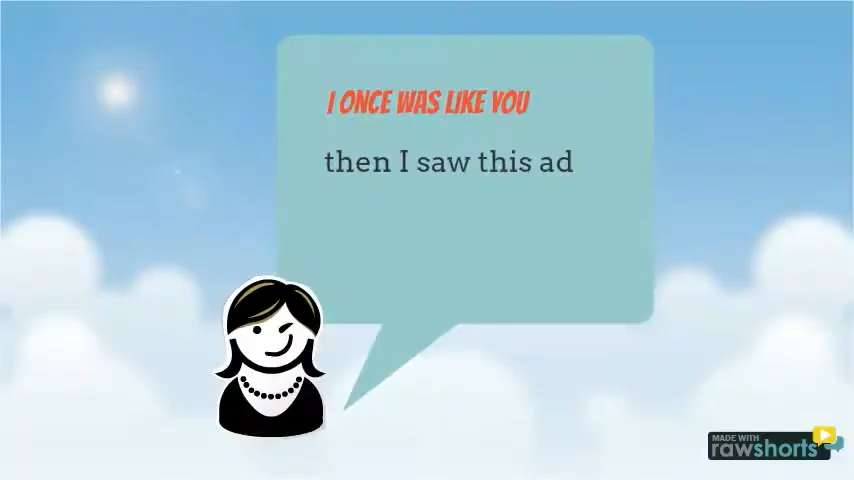 I ONCE WAS LIKE YOU
then I saw this ad
MADE WITH
rawshorts